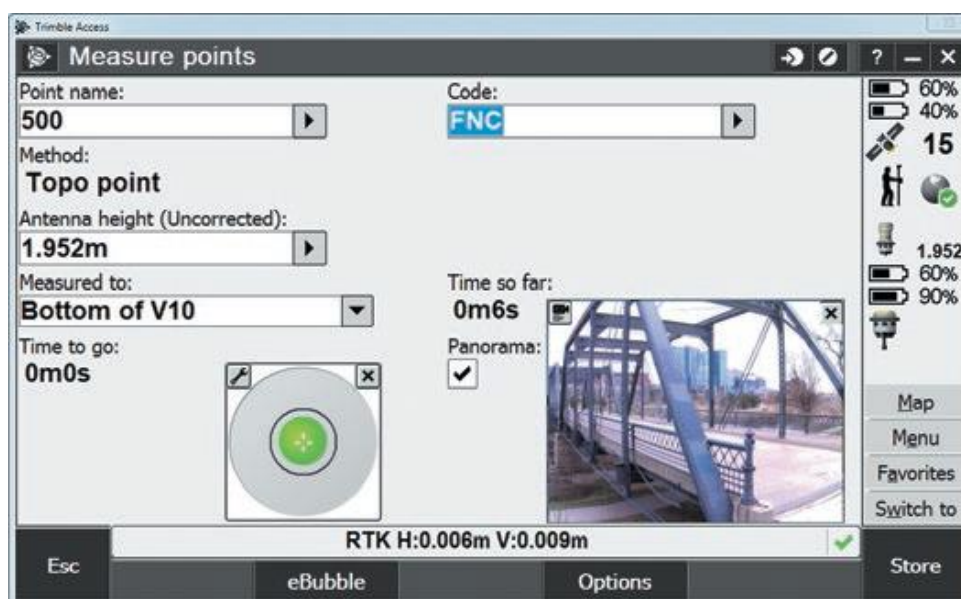 Trimble Access
Measure points
? – ×
Point name:
500
Code:
FNC
Method:
Topo point
Antenna height (Uncorrected):
1.952m
Measured to:
Bottom of V10
Time so far:
0m6s
Time to go:
0m0s
Panorama:
60%
40%
15
1.952
60%
90%
Map
Menu
Favorites
Switch to
RTK H:0.006m V:0.009m
Esc
eBubble
Options
Store